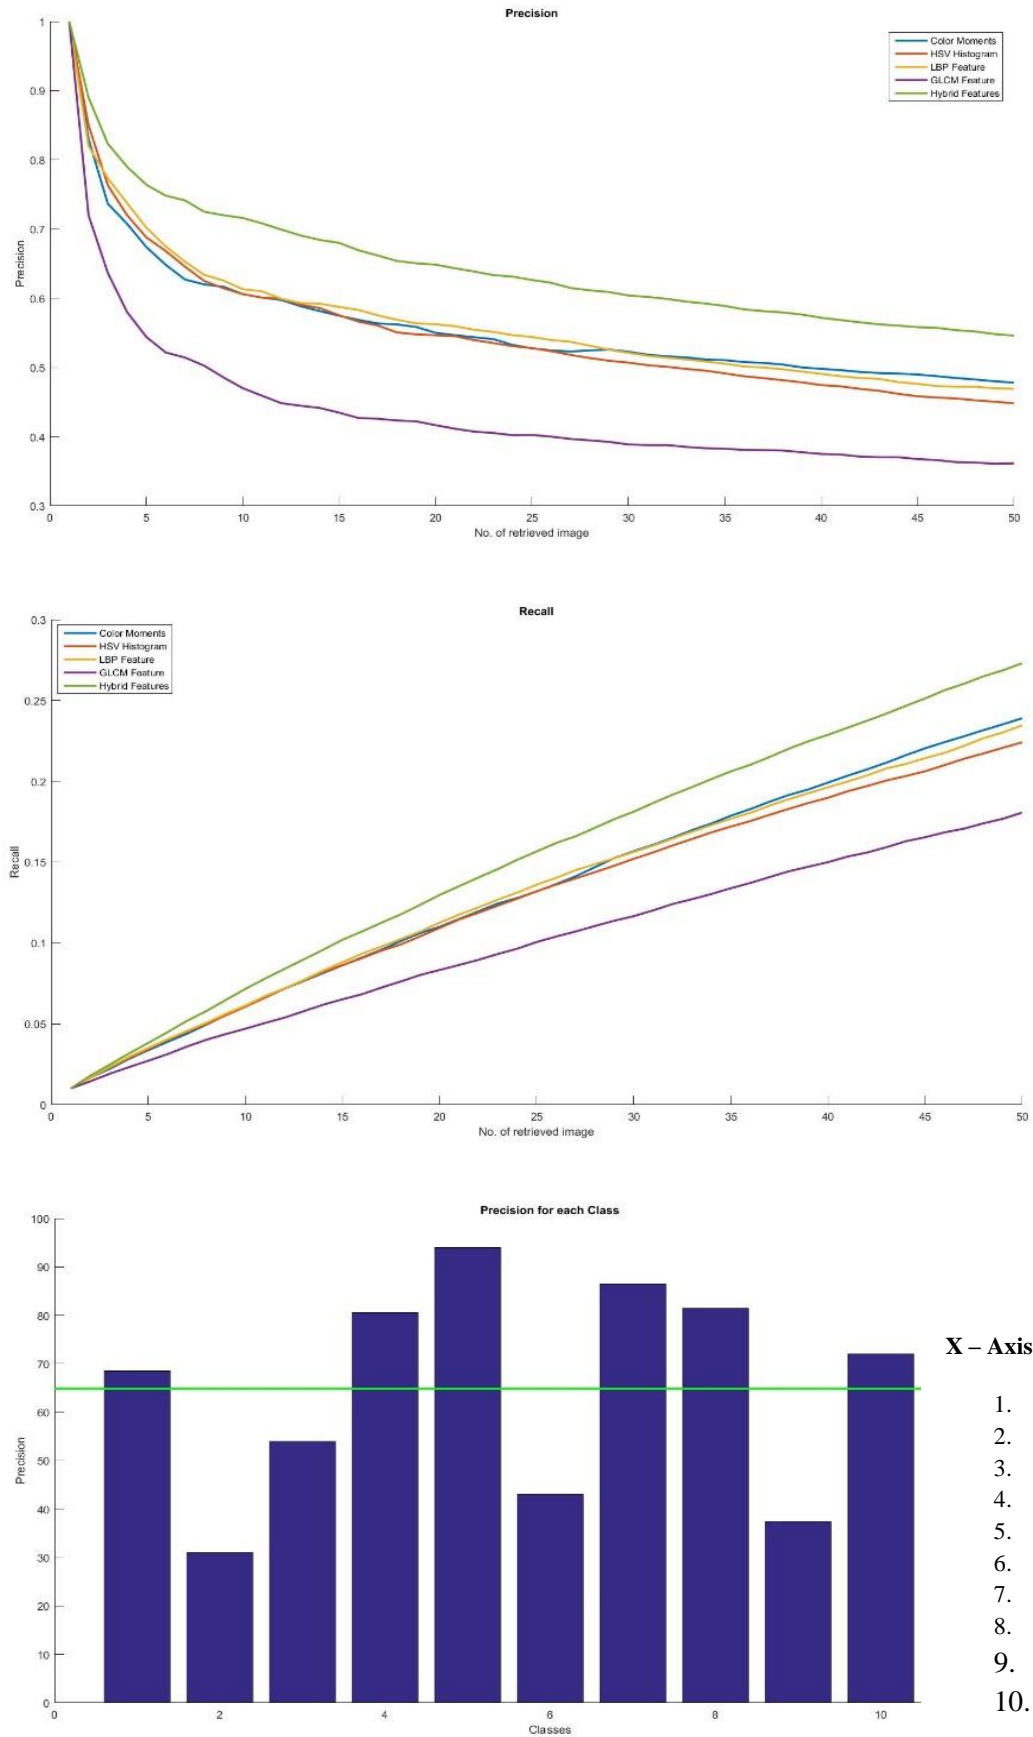 Precision
Color Moments
HSV Histogram
LBP Feature
GLCM Feature
Hybrid Features
1
0.9
0.8
0.7
0.6
0.5
0.4
0.3
Precision
0 5 10 15 20 25 30 35 40 45 50
No. of retrieved image
Recall
Color Moments
HSV Histogram
LBP Feature
GLCM Feature
Hybrid Features
0.3
0.25
0.2
0.15
0.1
0.05
0
Recall
0 5 10 15 20 25 30 35 40 45 50
No. of retrieved image
Precision for each Class
100
90
80
70
60
50
40
30
20
10
0
Precision
0 2 4 6 8 10
Classes
X – Axis
1.
2.
3.
4.
5.
6.
7.
8.
9.
10.